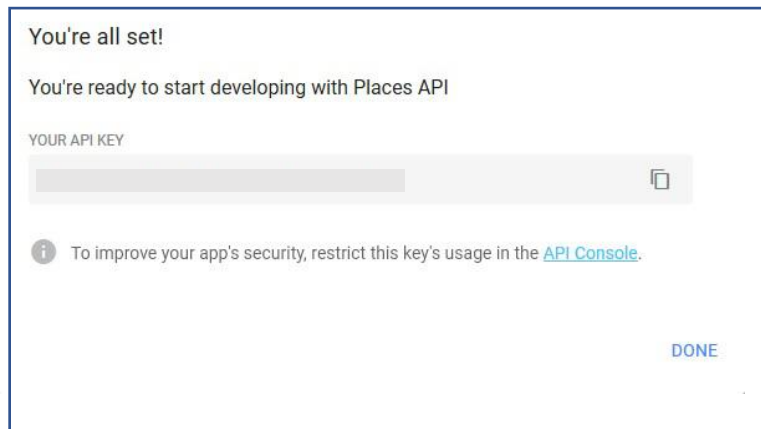 You're all set!
You're ready to start developing with Places API
YOUR API KEY
To improve your app's security, restrict this key's usage in the API Console.
DONE